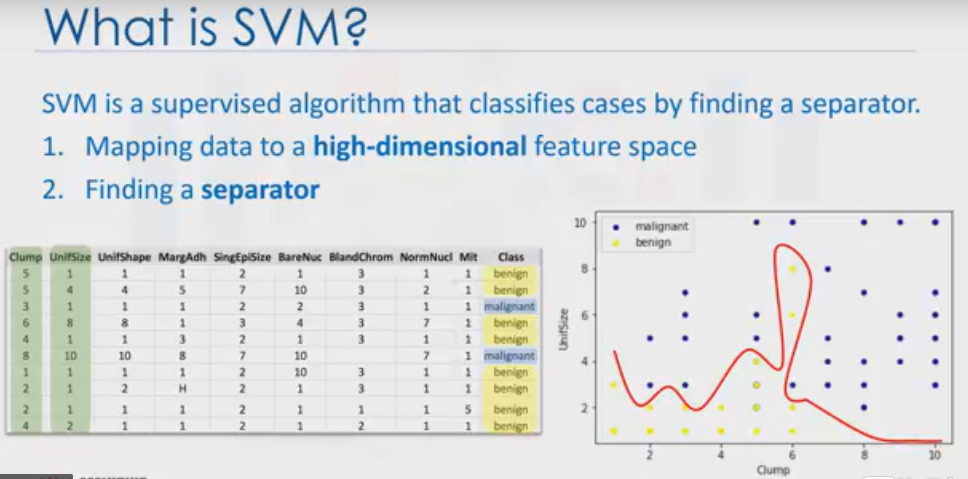 What is SVM?
SVM is a supervised algorithm that classifies cases by finding a separator.
1. Mapping data to a high-dimensional feature space
2. Finding a separator
Clump UnifSize UnifShape MargAdh SingEpiSize BareNuc BlandChrom NormNucl Mit Class
5 1 1 1 2 1 3 1 1 benign
5 4 4 5 7 10 3 2 1 benign
3 1 1 1 2 2 3 1 1 malignant
6 8 8 1 3 4 3 7 1 benign
4 1 1 3 2 1 3 1 1 benign
8 10 10 8 7 10 7 1 malignant
1 1 1 1 2 10 3 1 1 benign
2 1 2 H 2 1 3 1 1 benign
2 1 1 1 2 1 1 1 5 benign
4 2 1 1 2 1 2 1 1 benign
malignant
benign
UnifSize
10
8
6
4
2
2 4 6 8 10
Clump